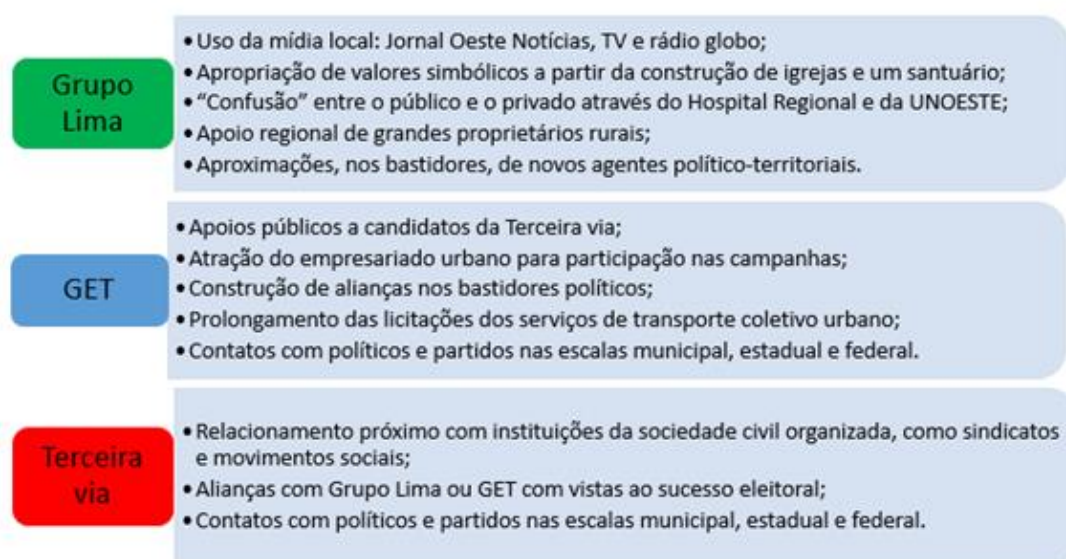 Grupo
Lima
• Uso da mídia local: Jornal Oeste Notícias, TV e rádio globo;
• Apropriação de valores simbólicos a partir da construção de igrejas e um santuário;
• “Confusão” entre o público e o privado através do Hospital Regional e da UNOESTE;
• Apoio regional de grandes proprietários rurais;
• Aproximações, nos bastidores, de novos agentes político-territoriais.
GET
• Apoios públicos a candidatos da Terceira via;
• Atração do empresariado urbano para participação nas campanhas;
• Construção de alianças nos bastidores políticos;
• Prolongamento das licitações dos serviços de transporte coletivo urbano;
• Contatos com políticos e partidos nas escalas municipal, estadual e federal.
Terceira
via
• Relacionamento próximo com instituições da sociedade civil organizada, como sindicatos
e movimentos sociais;
• Alianças com Grupo Lima ou GET com vistas ao sucesso eleitoral;
• Contatos com políticos e partidos nas escalas municipal, estadual e federal.